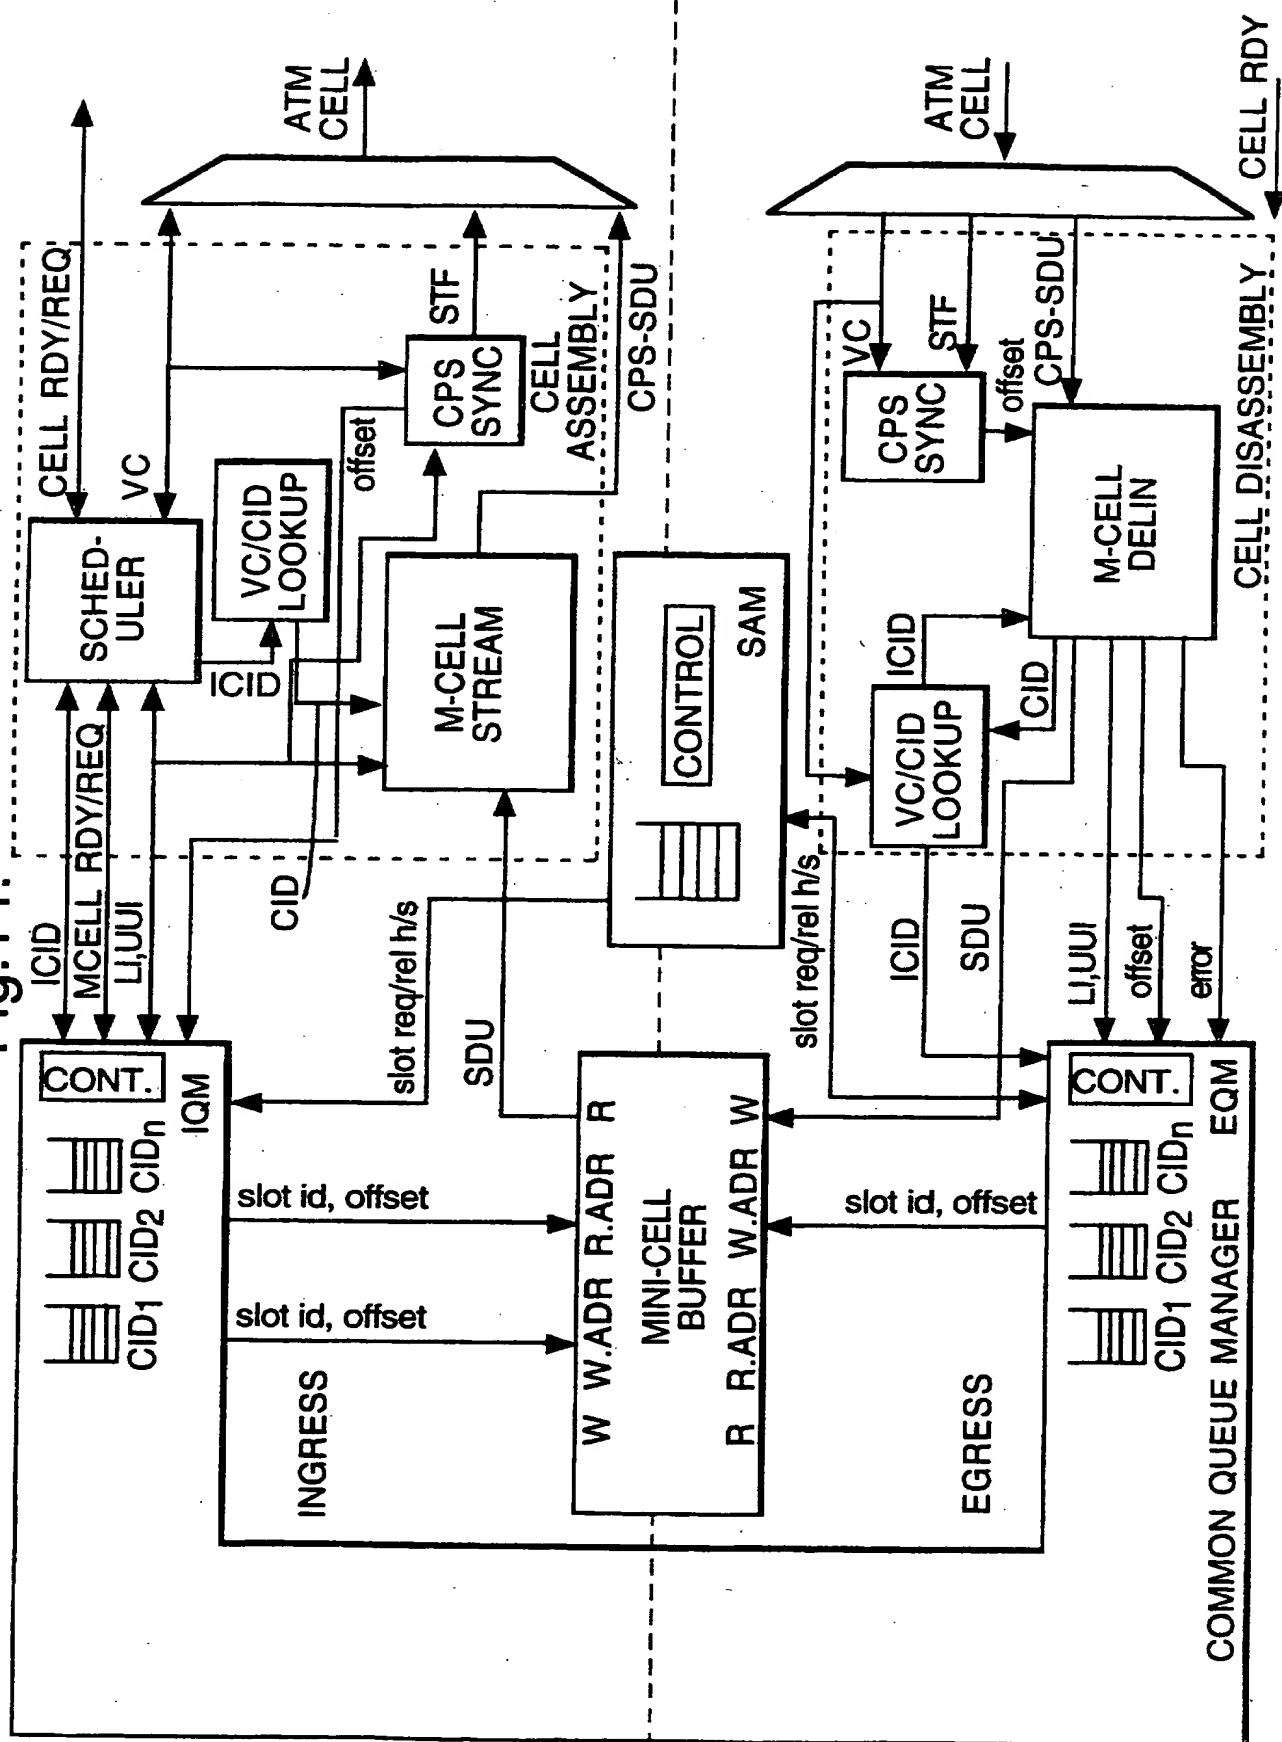 CELL RDY/REQ
VC
ATM
CELL
SCHED-
ULER
ICID
MCELL RDY/REQ
LI,UUI
ICID
VC/CID
LOOKUP
offset
CPS
SYNC
STF
CELL
ASSEMBLY
CPS-SDU
M-CELL
STREAM
CID
CONT.
IQM
CID1
CID2
CIDn
slot req/rel h/s
SDU
slot id, offset
slot id, offset
INGRESS
CONTROL
SAM
W W.ADR R.ADR R
MINI-CELL
BUFFER
R R.ADR W.ADR W
EGRESS
slot id, offset
slot req/rel h/s
ICID
SDU
LI,UUI
offset
error
CONT.
EQM
CID1
CID2
CIDn
COMMON QUEUE MANAGER
VC/CID
LOOKUP
ICID
CID
VC
STF
CPS
SYNC
offset
CPS-SDU
M-CELL
DELIN
CELL DISASSEMBLY
ATM
CELL
CELL RDY